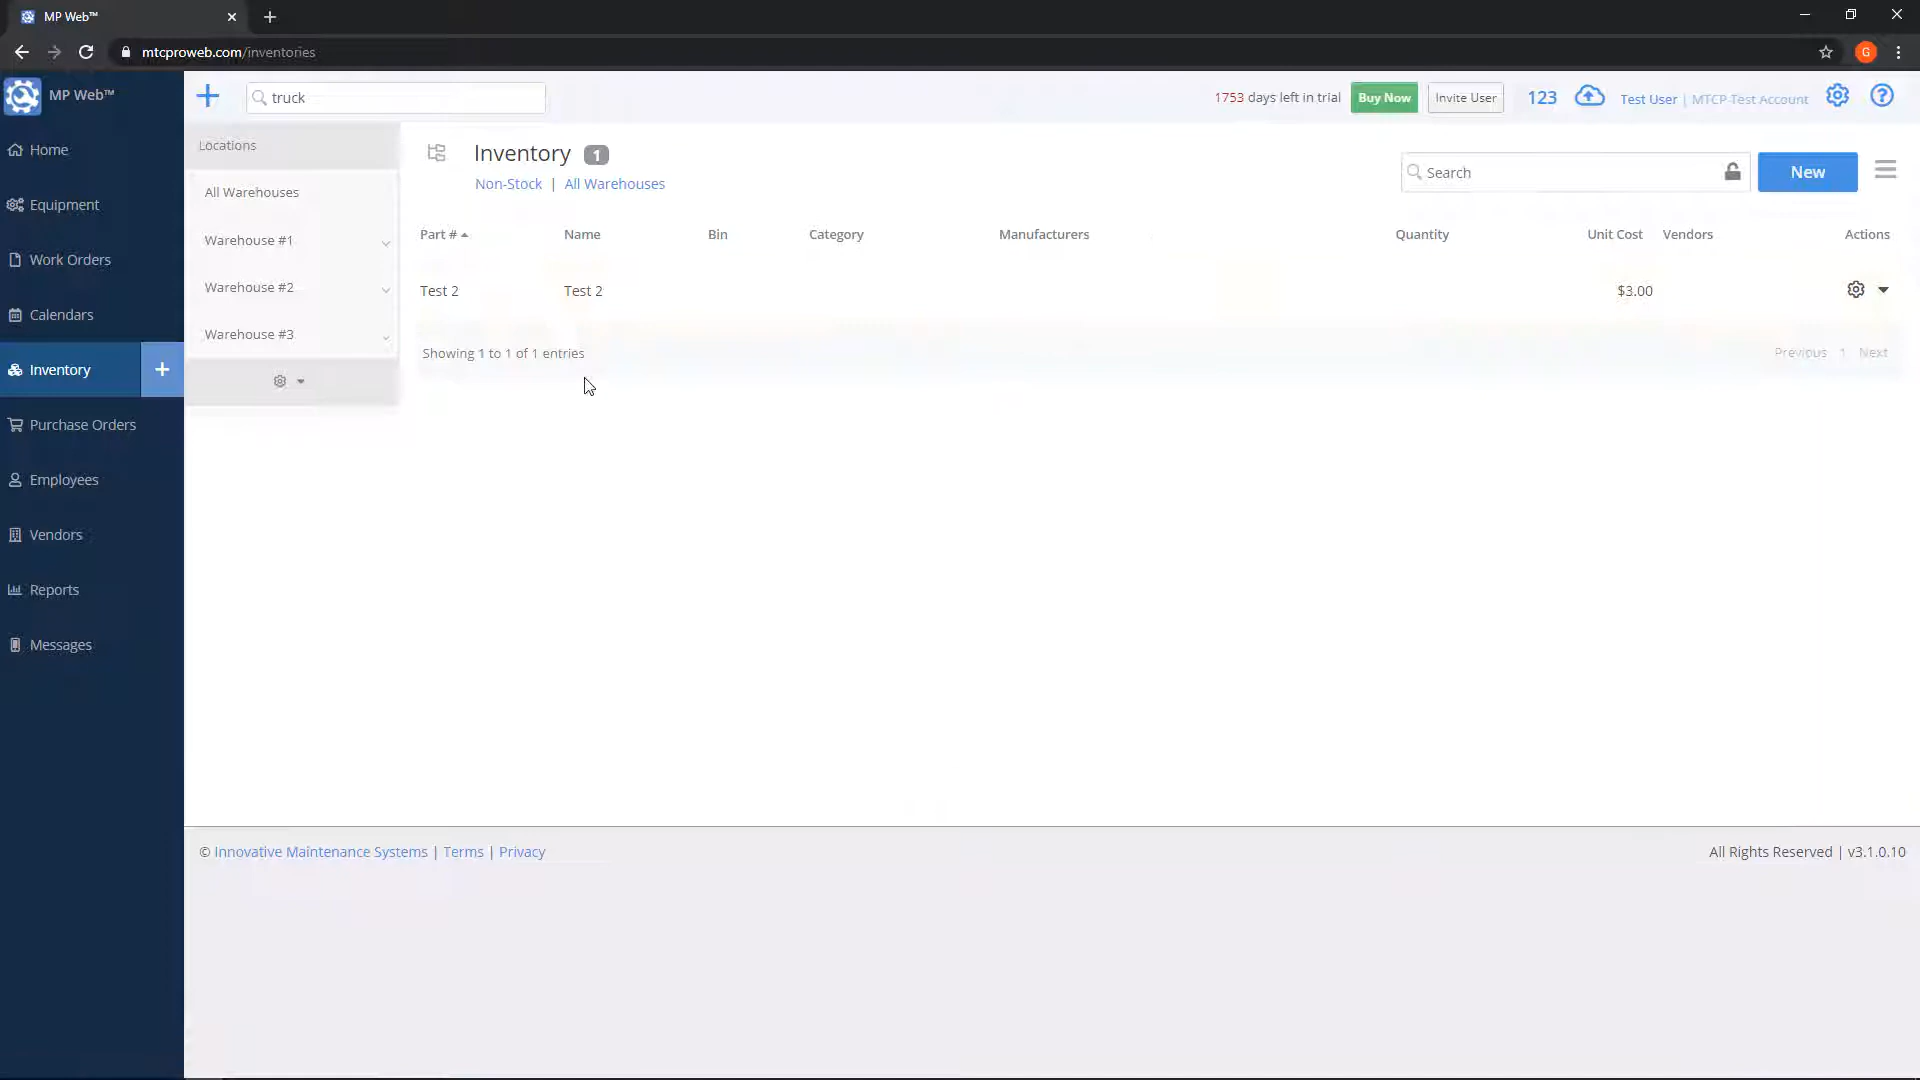 MP Web™
mtcproweb.com/inventories
G
MP Web™
truck
1753 days left in trial
Buy Now
Invite User
123
Test User | MTCP Test Account
Home
Equipment
Work Orders
Calendars
Inventory
Purchase Orders
Employees
Vendors
Reports
Messages
Locations
All Warehouses
Warehouse #1
Warehouse #2
Warehouse #3
Inventory 1
Non-Stock | All Warehouses
Search
New
Part # Name Bin Category Manufacturers Quantity Unit Cost Vendors Actions
Test 2 Test 2 $3.00
Showing 1 to 1 of 1 entries
Previous 1 Next
© Innovative Maintenance Systems | Terms | Privacy
All Rights Reserved | v3.1.0.10